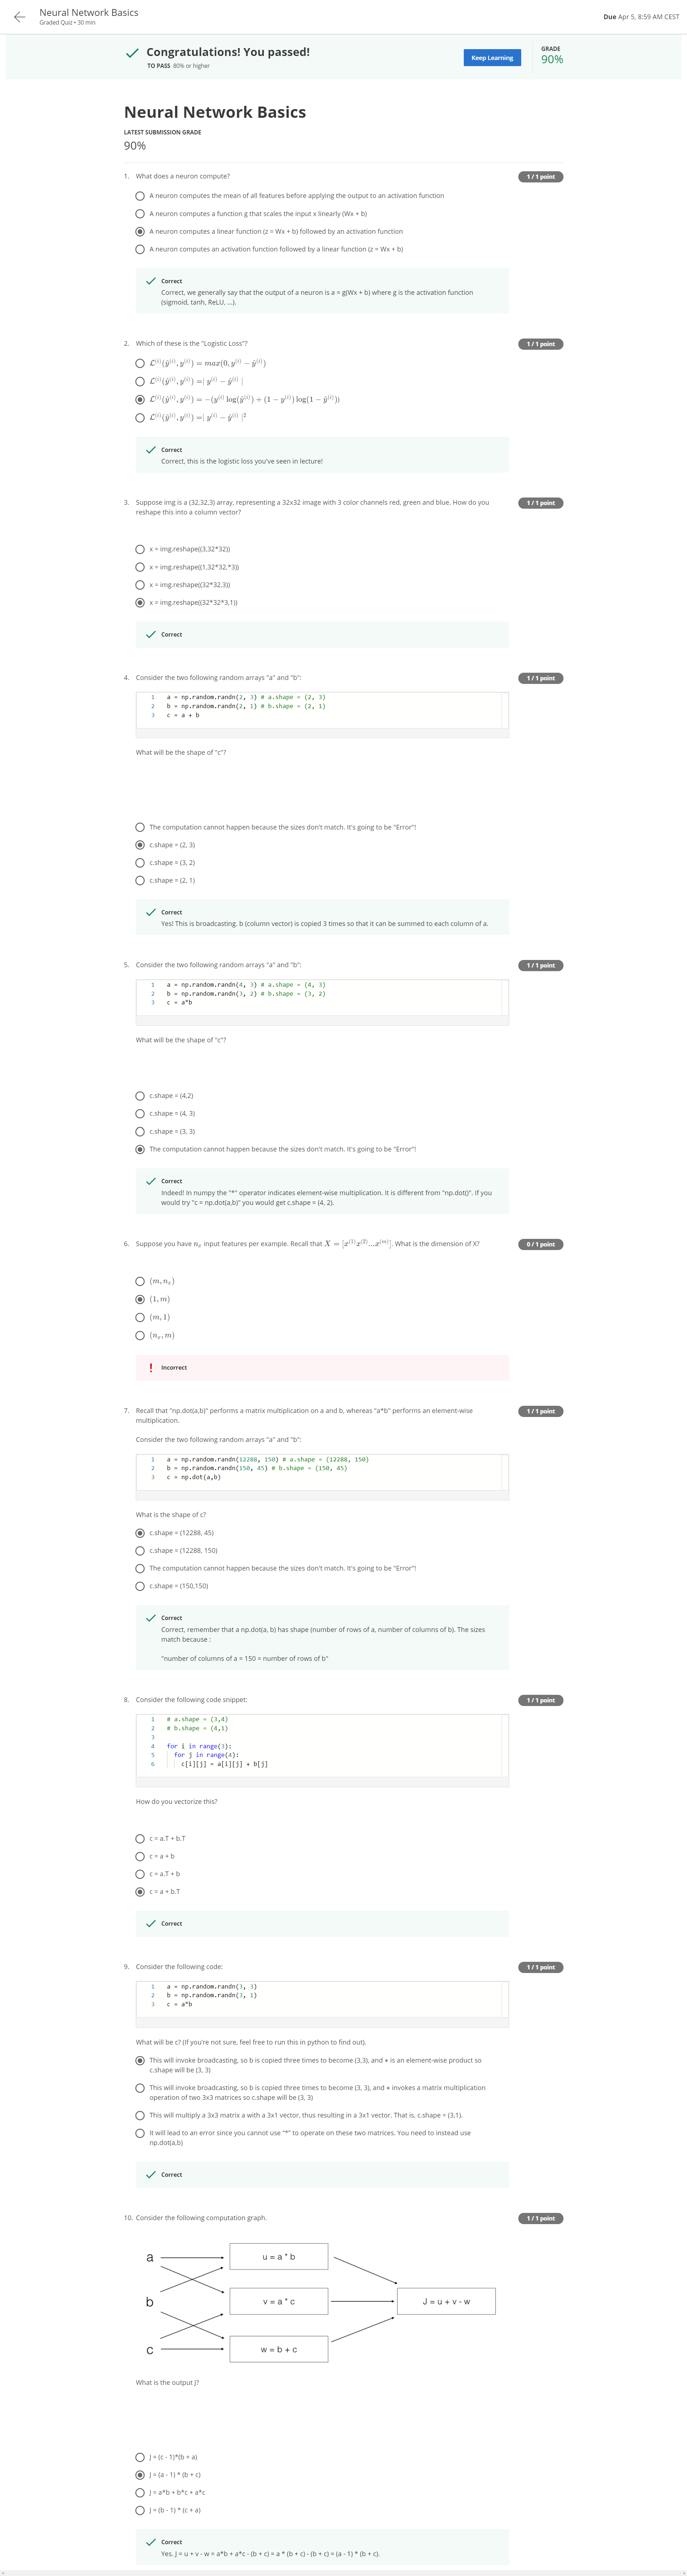 Neural Network Basics
Graded Quiz • 30 min
Due Apr 5, 8:59 AM CEST
Congratulations! You passed!
TO PASS 80% or higher
Keep Learning
GRADE
90%
Neural Network Basics
LATEST SUBMISSION GRADE
90%
1. What does a neuron compute?
1 / 1 point
A neuron computes the mean of all features before applying the output to an activation function
A neuron computes a function g that scales the input x linearly (Wx + b)
A neuron computes a linear function (z = Wx + b) followed by an activation function
A neuron computes an activation function followed by a linear function (z = Wx + b)
Correct
Correct, we generally say that the output of a neuron is a = g(Wx + b) where g is the activation function
(sigmoid, tanh, ReLU, ...).
2. Which of these is the "Logistic Loss"?
1 / 1 point
ℒ^(i)(ŷ^(i), y^(i)) = max(0, y^(i) − ŷ^(i))
ℒ^(i)(ŷ^(i), y^(i)) =| y^(i) − ŷ^(i) |
ℒ^(i)(ŷ^(i), y^(i)) = −(y^(i) log(ŷ^(i)) + (1 − y^(i)) log(1 − ŷ^(i)))
ℒ^(i)(ŷ^(i), y^(i)) =| y^(i) − ŷ^(i) |^2
Correct
Correct, this is the logistic loss you've seen in lecture!
3. Suppose img is a (32,32,3) array, representing a 32x32 image with 3 color channels red, green and blue. How do you
reshape this into a column vector?
1 / 1 point
x = img.reshape((3,32*32))
x = img.reshape((1,32*32,*3))
x = img.reshape((32*32,3))
x = img.reshape((32*32*3,1))
Correct
4. Consider the two following random arrays "a" and "b":
1 / 1 point
1 a = np.random.randn(2, 3) # a.shape = (2, 3)
2 b = np.random.randn(2, 1) # b.shape = (2, 1)
3 c = a + b
What will be the shape of "c"?
The computation cannot happen because the sizes don't match. It's going to be "Error"!
c.shape = (2, 3)
c.shape = (3, 2)
c.shape = (2, 1)
Correct
Yes! This is broadcasting. b (column vector) is copied 3 times so that it can be summed to each column of a.
5. Consider the two following random arrays "a" and "b":
1 / 1 point
1 a = np.random.randn(4, 3) # a.shape = (4, 3)
2 b = np.random.randn(3, 2) # b.shape = (3, 2)
3 c = a*b
What will be the shape of "c"?
c.shape = (4,2)
c.shape = (4, 3)
c.shape = (3, 3)
The computation cannot happen because the sizes don't match. It's going to be "Error"!
Correct
Indeed! In numpy the "*" operator indicates element-wise multiplication. It is different from "np.dot()". If you
would try "c = np.dot(a,b)" you would get c.shape = (4, 2).
6. Suppose you have n_x input features per example. Recall that X = [x^(1) x^(2)...x^(m)]. What is the dimension of X?
0 / 1 point
(m, n_x)
(1, m)
(m, 1)
(n_x, m)
Incorrect
7. Recall that "np.dot(a,b)" performs a matrix multiplication on a and b, whereas "a*b" performs an element-wise
multiplication.
1 / 1 point
Consider the two following random arrays "a" and "b":
1 a = np.random.randn(12288, 150) # a.shape = (12288, 150)
2 b = np.random.randn(150, 45) # b.shape = (150, 45)
3 c = np.dot(a,b)
What is the shape of c?
c.shape = (12288, 45)
c.shape = (12288, 150)
The computation cannot happen because the sizes don't match. It's going to be "Error"!
c.shape = (150,150)
Correct
Correct, remember that a np.dot(a, b) has shape (number of rows of a, number of columns of b). The sizes
match because :
"number of columns of a = 150 = number of rows of b"
8. Consider the following code snippet:
1 / 1 point
1 # a.shape = (3,4)
2 # b.shape = (4,1)
3
4 for i in range(3):
5 for j in range(4):
6 c[i][j] = a[i][j] + b[j]
How do you vectorize this?
c = a.T + b.T
c = a + b
c = a.T + b
c = a + b.T
Correct
9. Consider the following code:
1 / 1 point
1 a = np.random.randn(3, 3)
2 b = np.random.randn(3, 1)
3 c = a*b
What will be c? (If you're not sure, feel free to run this in python to find out).
This will invoke broadcasting, so b is copied three times to become (3,3), and ∗ is an element-wise product so
c.shape will be (3, 3)
This will invoke broadcasting, so b is copied three times to become (3, 3), and ∗ invokes a matrix multiplication
operation of two 3x3 matrices so c.shape will be (3, 3)
This will multiply a 3x3 matrix a with a 3x1 vector, thus resulting in a 3x1 vector. That is, c.shape = (3,1).
It will lead to an error since you cannot use “*” to operate on these two matrices. You need to instead use
np.dot(a,b)
Correct
10. Consider the following computation graph.
1 / 1 point
a
u = a * b
b
v = a * c
J = u + v - w
c
w = b + c
What is the output J?
J = (c - 1)*(b + a)
J = (a - 1) * (b + c)
J = a*b + b*c + a*c
J = (b - 1) * (c + a)
Correct
Yes. J = u + v - w = a*b + a*c - (b + c) = a * (b + c) - (b + c) = (a - 1) * (b + c).